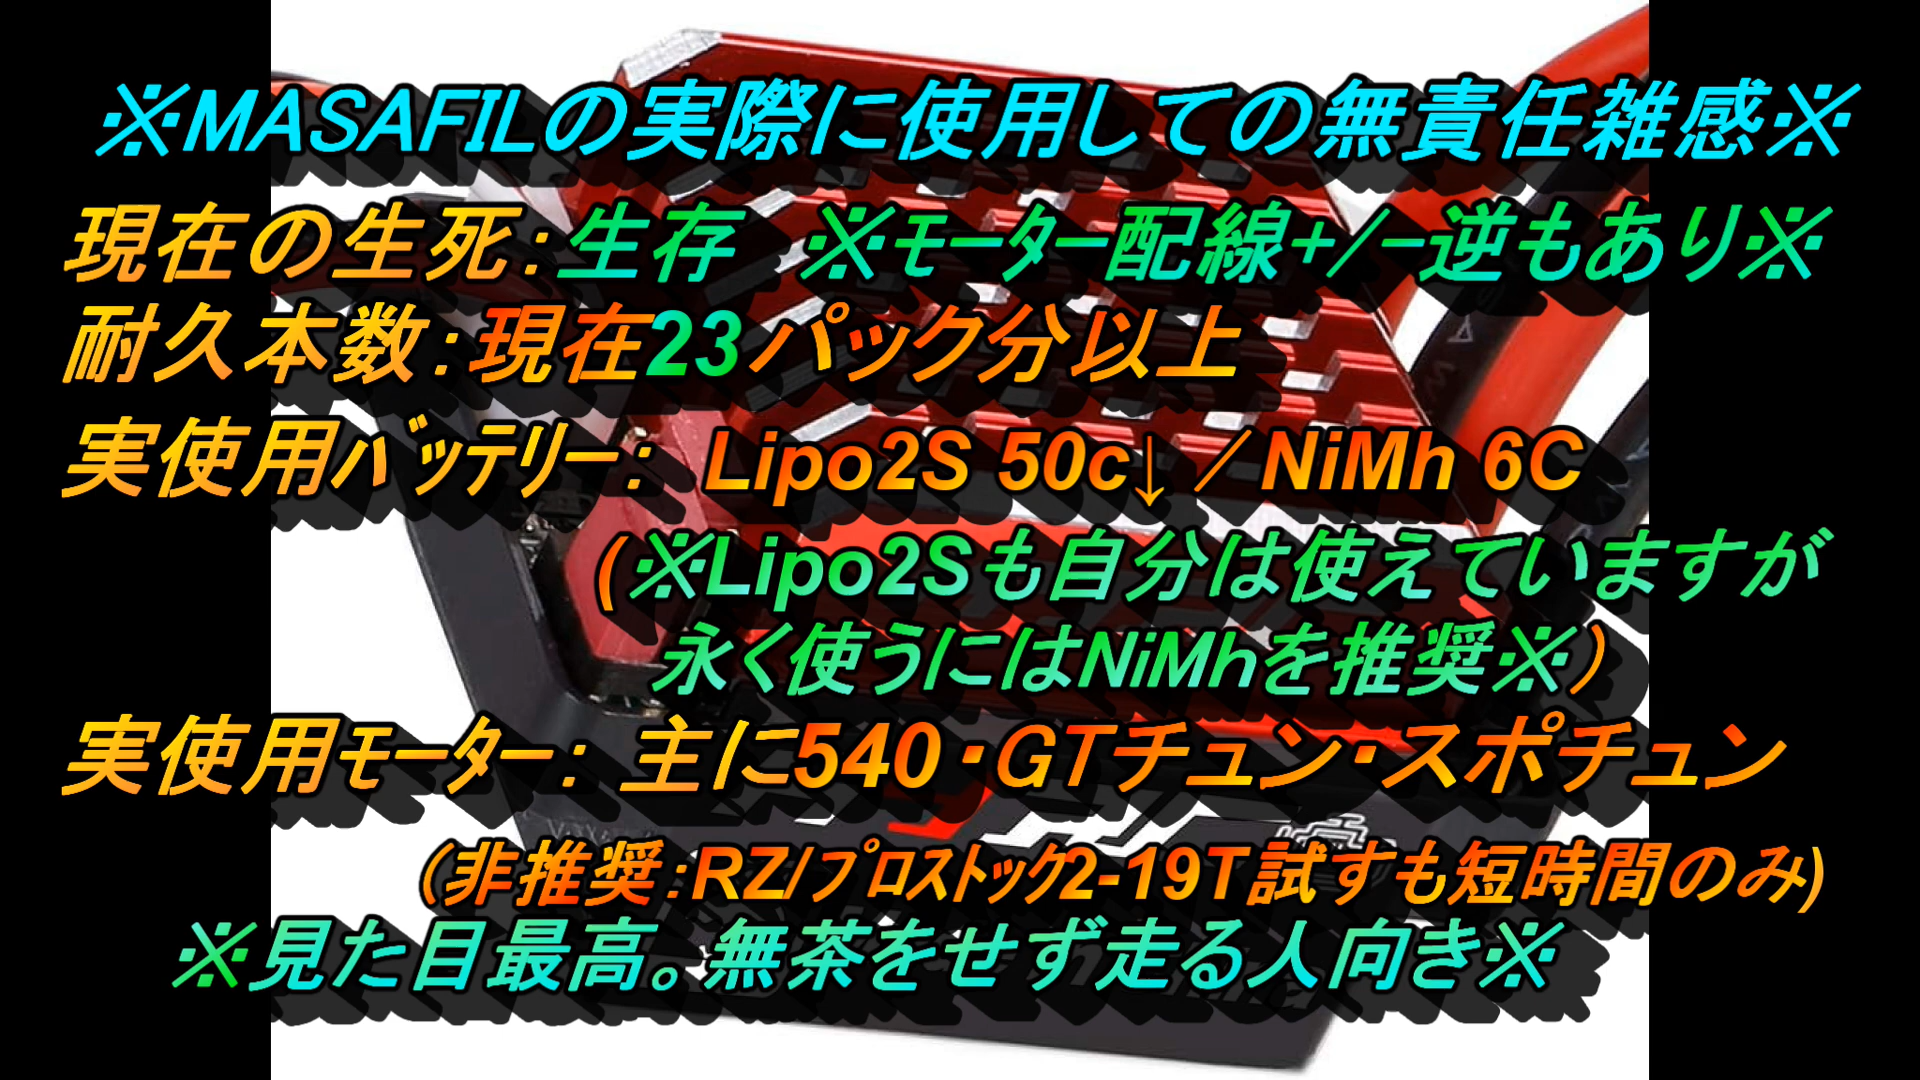 ※MASAFILの実際に使用しての無責任雑感※
現在の生死：生存 ※ﾓｰﾀｰ配線+/-逆もあり※
耐久本数：現在23パック分以上
実使用ﾊﾞｯﾃﾘｰ： Lipo2S 50c↓／NiMh 6C
(※Lipo2Sも自分は使えていますが
永く使うにはNiMhを推奨※)
実使用ﾓｰﾀｰ： 主に540・GTチュン・スポチュン
(非推奨：RZ/ﾌﾟﾛｽﾄｯｸ2-19T試すも短時間のみ)
※見た目最高。無茶をせず走る人向き※